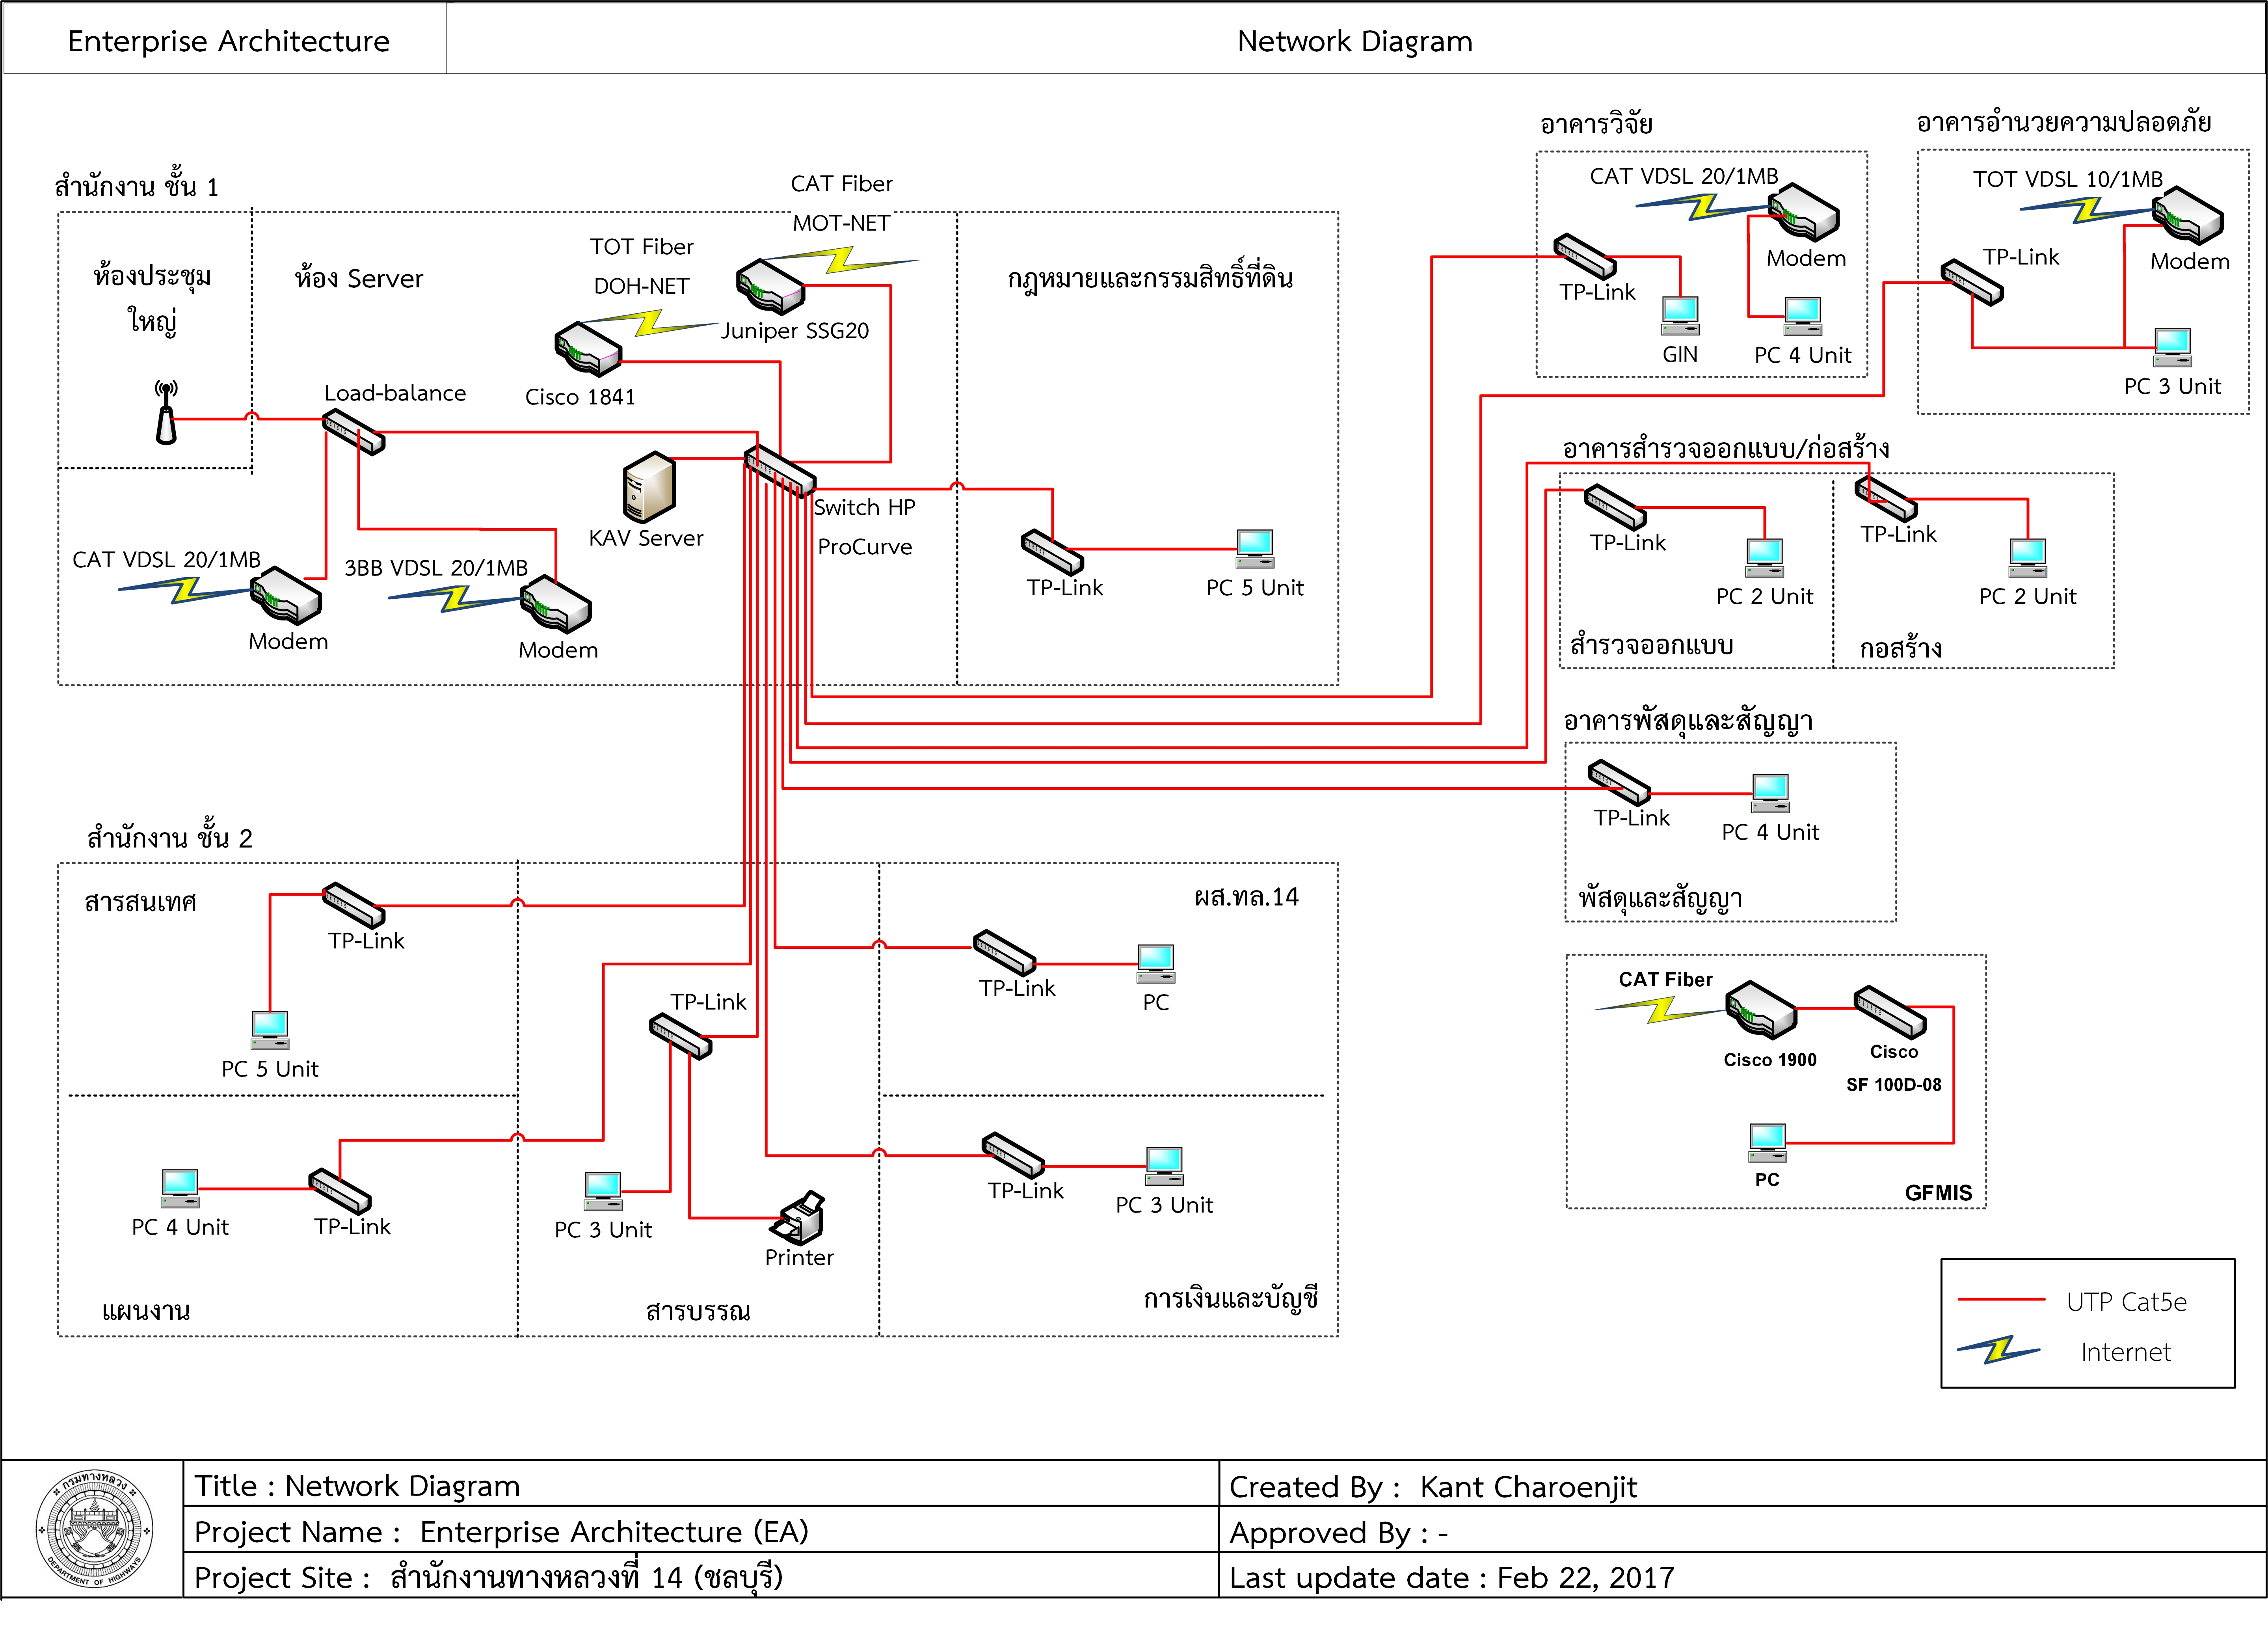 Enterprise Architecture
Network Diagram
สำนักงาน ชั้น 1
ห้องประชุม
ใหญ่
ห้อง Server
Load-balance
CAT VDSL 20/1MB
Modem
3BB VDSL 20/1MB
Modem
TOT Fiber
DOH-NET
Cisco 1841
CAT Fiber
MOT-NET
Juniper SSG20
KAV Server
Switch HP
ProCurve
กฎหมายและกรรมสิทธิ์ที่ดิน
TP-Link
PC 5 Unit
อาคารวิจัย
CAT VDSL 20/1MB
Modem
TP-Link
GIN
PC 4 Unit
อาคารอำนวยความปลอดภัย
TOT VDSL 10/1MB
TP-Link
Modem
PC 3 Unit
อาคารสำรวจออกแบบ/ก่อสร้าง
TP-Link
PC 2 Unit
สำรวจออกแบบ
TP-Link
PC 2 Unit
กอสร้าง
อาคารพัสดุและสัญญา
TP-Link
PC 4 Unit
พัสดุและสัญญา
สำนักงาน ชั้น 2
สารสนเทศ
TP-Link
PC 5 Unit
PC 4 Unit
TP-Link
แผนงาน
TP-Link
PC 3 Unit
Printer
สารบรรณ
ผส.ทล.14
TP-Link
PC
TP-Link
PC 3 Unit
การเงินและบัญชี
CAT Fiber
Cisco 1900
Cisco
SF 100D-08
PC
GFMIS
UTP Cat5e
Internet
กรมทางหลวง
DEPARTMENT OF HIGHWAYS
Title : Network Diagram
Created By : Kant Charoenjit
Project Name : Enterprise Architecture (EA)
Approved By : -
Project Site : สำนักงานทางหลวงที่ 14 (ชลบุรี)
Last update date : Feb 22, 2017